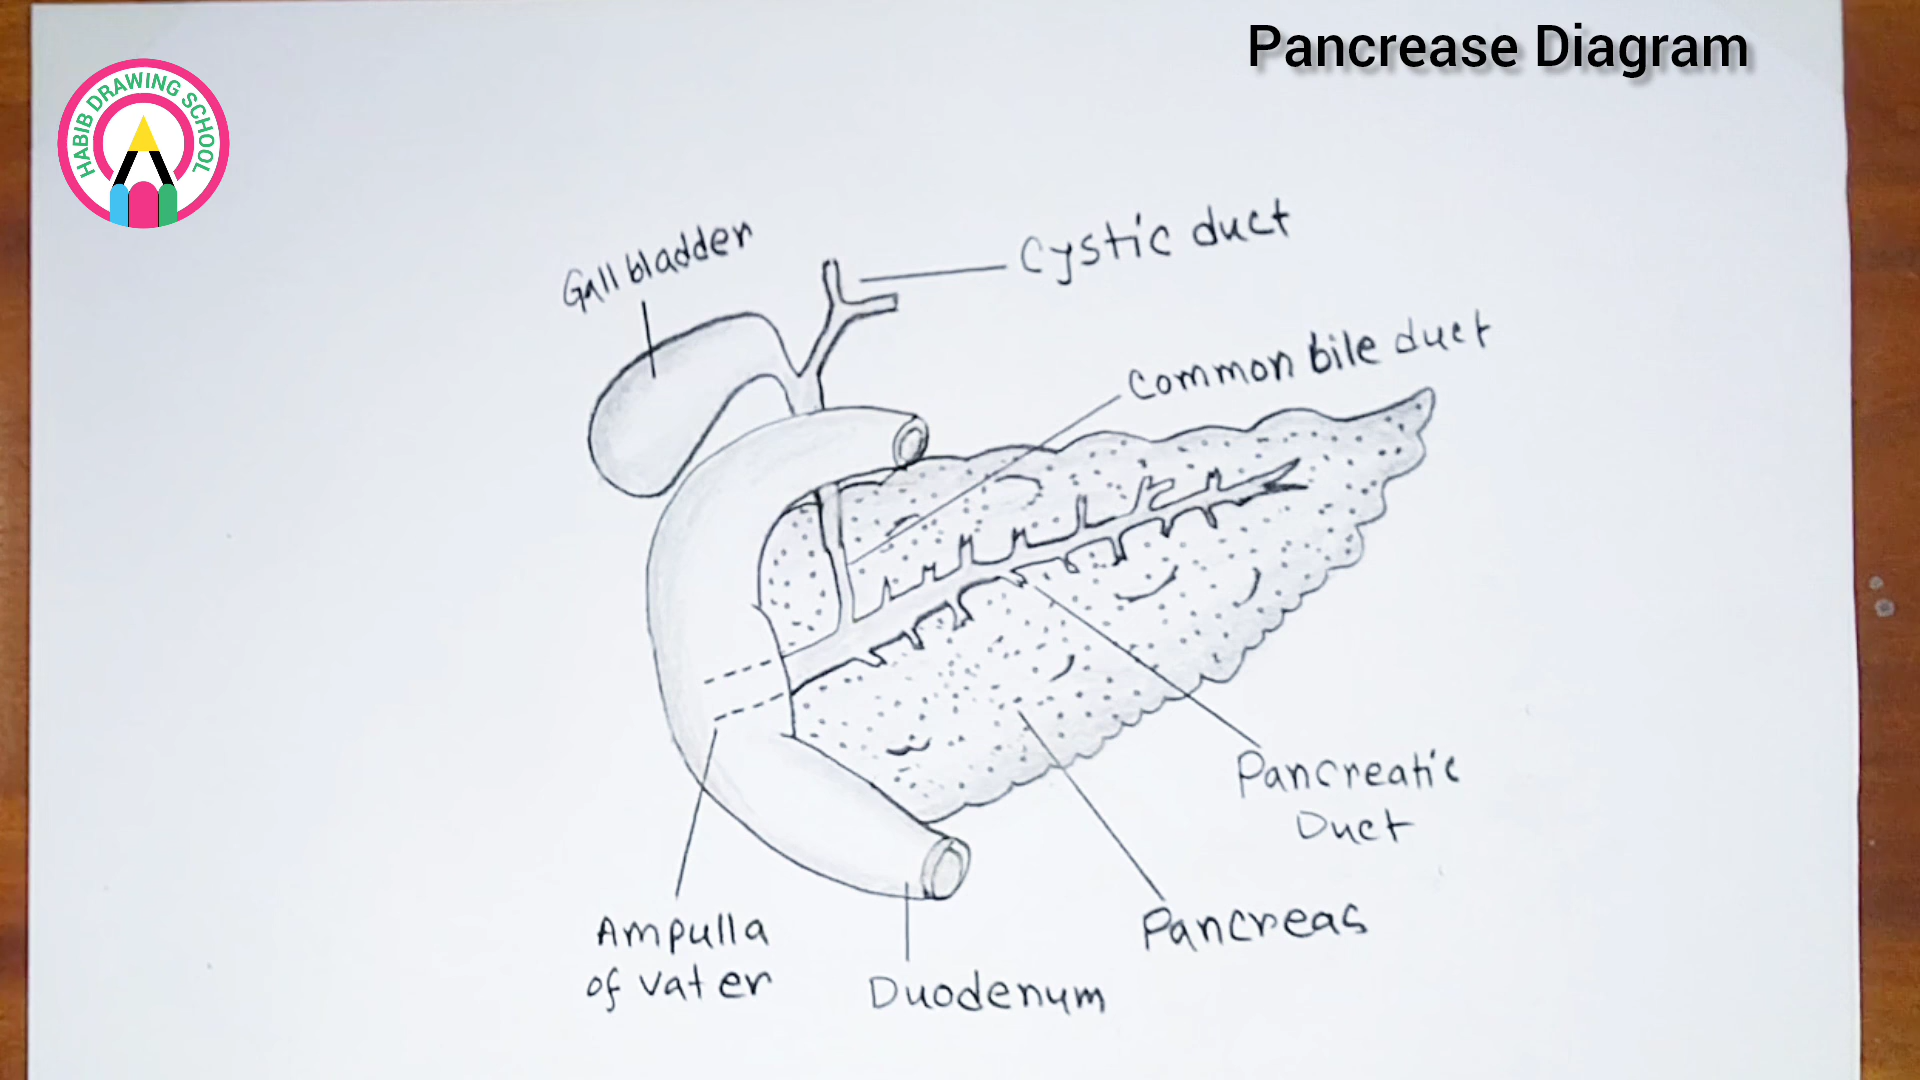 Pancrease Diagram
HABIB DRAWING SCHOOL
Gall bladder
Cystic duct
Common bile duct
Pancreatic
Duct
Pancreas
Ampulla
of vater
Duodenum